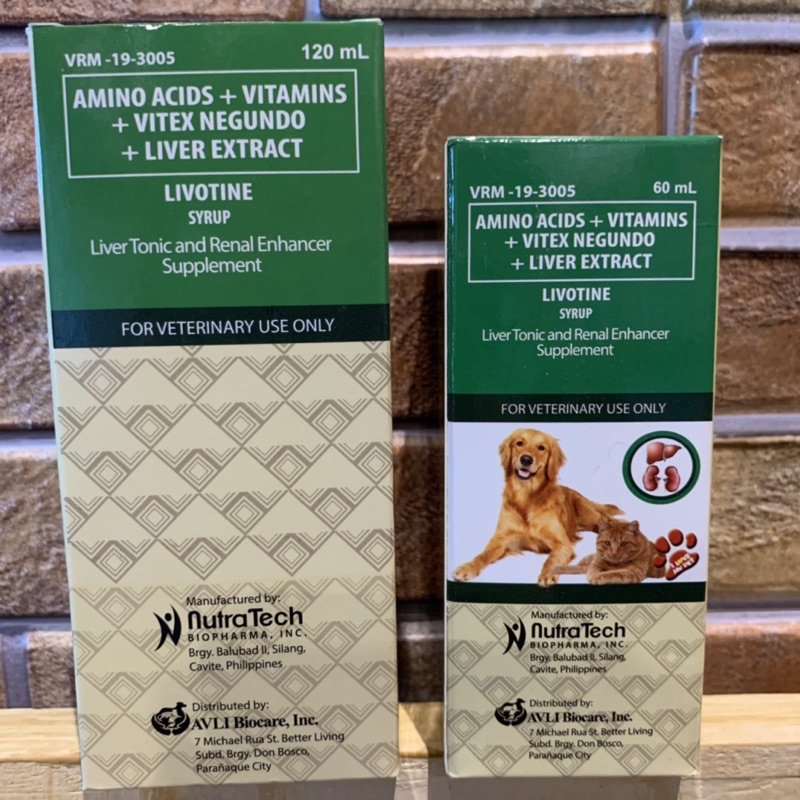 VRM -19-3005
120 mL
AMINO ACIDS + VITAMINS
+ VITEX NEGUNDO
+ LIVER EXTRACT
LIVOTINE
SYRUP
Liver Tonic and Renal Enhancer
Supplement
FOR VETERINARY USE ONLY
Manufactured by:
NutraTech
BIOPHARMA, INC.
Brgy. Balubad II, Silang,
Cavite, Philippines
Distributed by:
AVLI Biocare, Inc.
7 Michael Rua St. Better Living
Subd. Brgy. Don Bosco,
Parañaque City
VRM -19-3005
60 mL
AMINO ACIDS + VITAMINS
+ VITEX NEGUNDO
+ LIVER EXTRACT
LIVOTINE
SYRUP
Liver Tonic and Renal Enhancer
Supplement
FOR VETERINARY USE ONLY
I LOVE
MY PET
Manufactured by:
NutraTech
BIOPHARMA, INC.
Brgy. Balubad II, Silang,
Cavite, Philippines
Distributed by:
AVLI Biocare, Inc.
7 Michael Rua St. Better Living
Subd. Brgy. Don Bosco,
Parañaque City